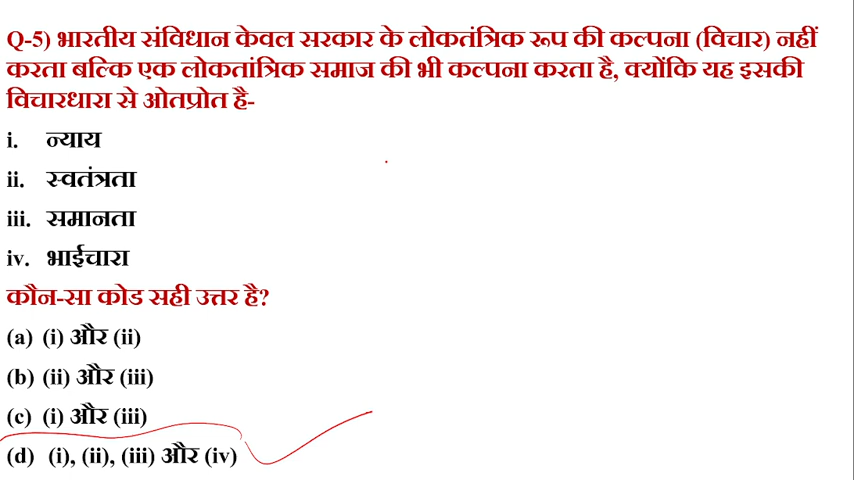 Q-5) भारतीय संविधान केवल सरकार के लोकतंत्रिक रूप की कल्पना (विचार) नहीं
करता बल्कि एक लोकतांत्रिक समाज की भी कल्पना करता है, क्योंकि यह इसकी
विचारधारा से ओतप्रोत है-
i. न्याय
ii. स्वतंत्रता
iii. समानता
iv. भाईचारा
कौन-सा कोड सही उत्तर है?
(a) (i) और (ii)
(b) (ii) और (iii)
(c) (i) और (iii)
(d) (i), (ii), (iii) और (iv)